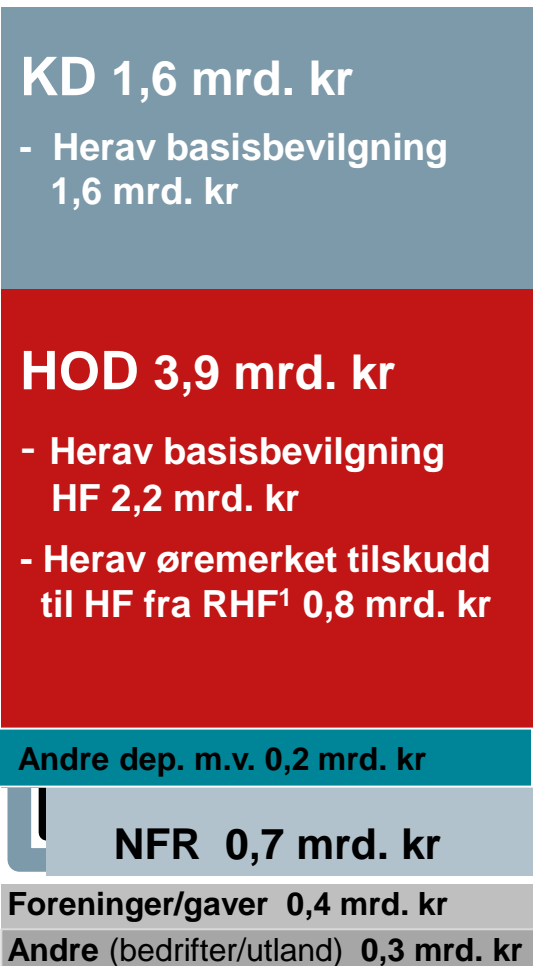 KD 1,6 mrd. kr
- Herav basisbevilgning
1,6 mrd. kr
HOD 3,9 mrd. kr
- Herav basisbevilgning
HF 2,2 mrd. kr
- Herav øremerket tilskudd
til HF fra RHF¹ 0,8 mrd. kr
Andre dep. m.v. 0,2 mrd. kr
NFR 0,7 mrd. kr
Foreninger/gaver 0,4 mrd. kr
Andre (bedrifter/utland) 0,3 mrd. kr